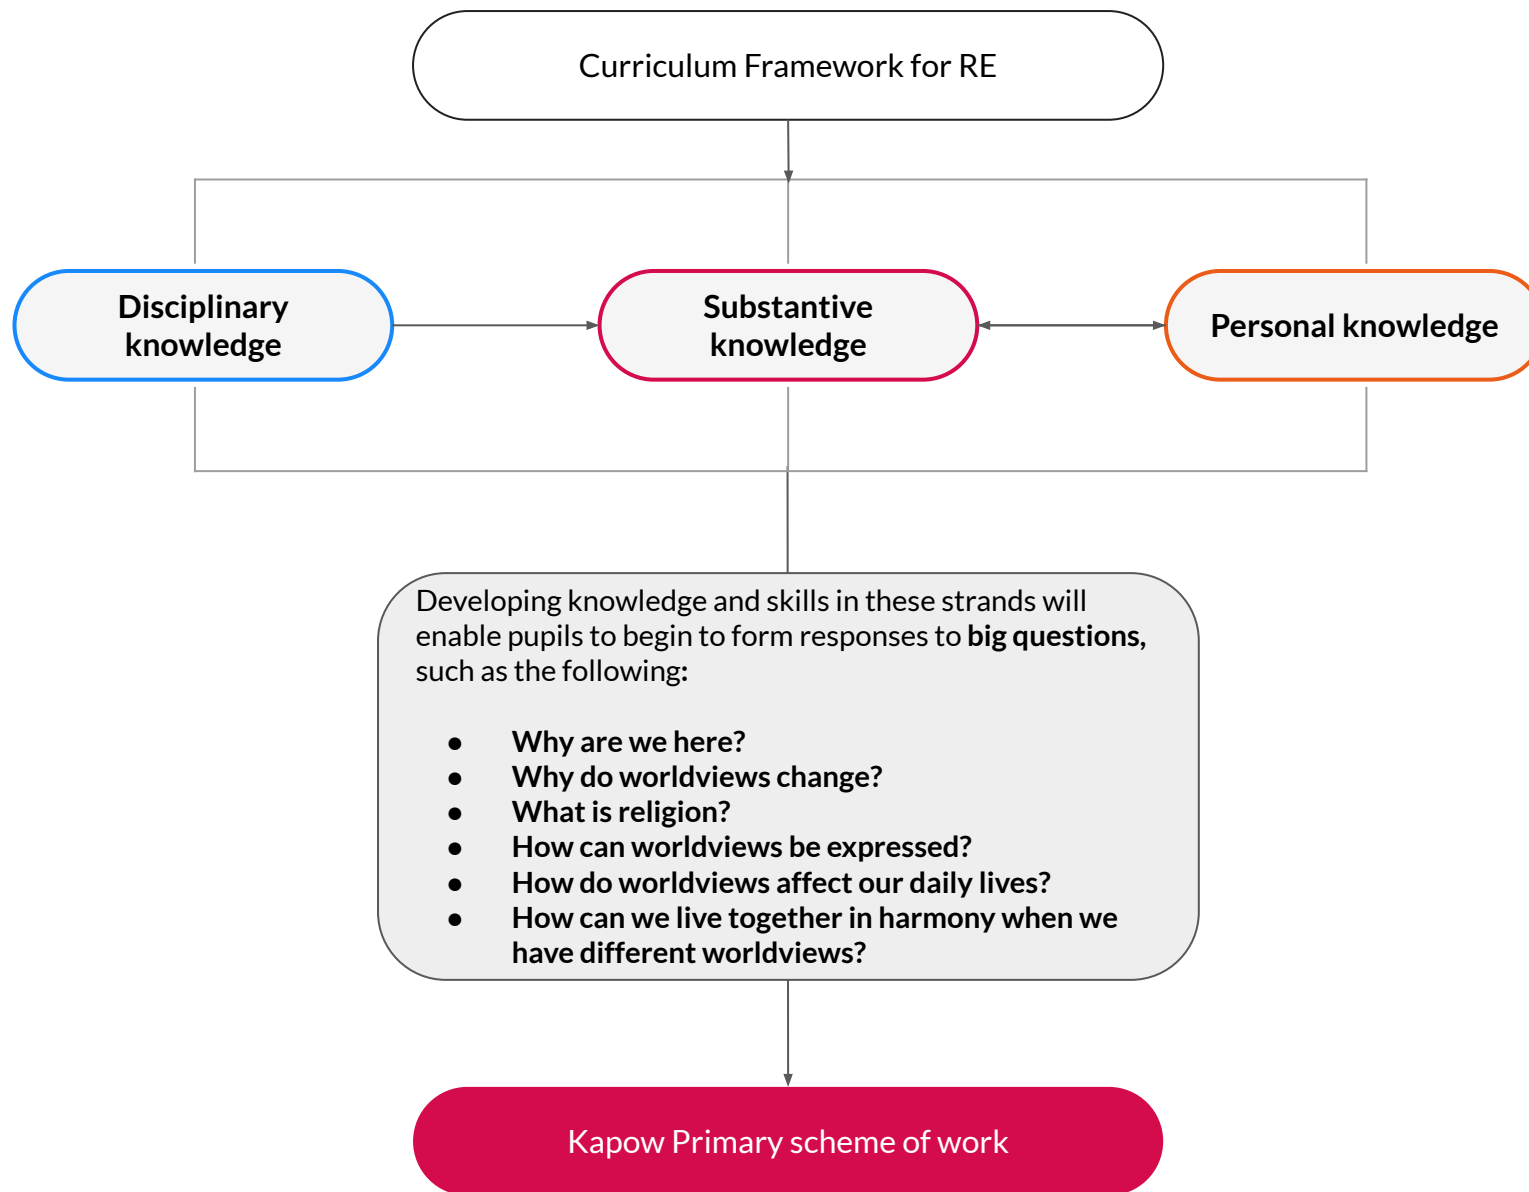 Curriculum Framework for RE
Disciplinary
knowledge
Substantive
knowledge
Personal knowledge
Developing knowledge and skills in these strands will
enable pupils to begin to form responses to big questions,
such as the following:
● Why are we here?
● Why do worldviews change?
● What is religion?
● How can worldviews be expressed?
● How do worldviews affect our daily lives?
● How can we live together in harmony when we
have different worldviews?
Kapow Primary scheme of work